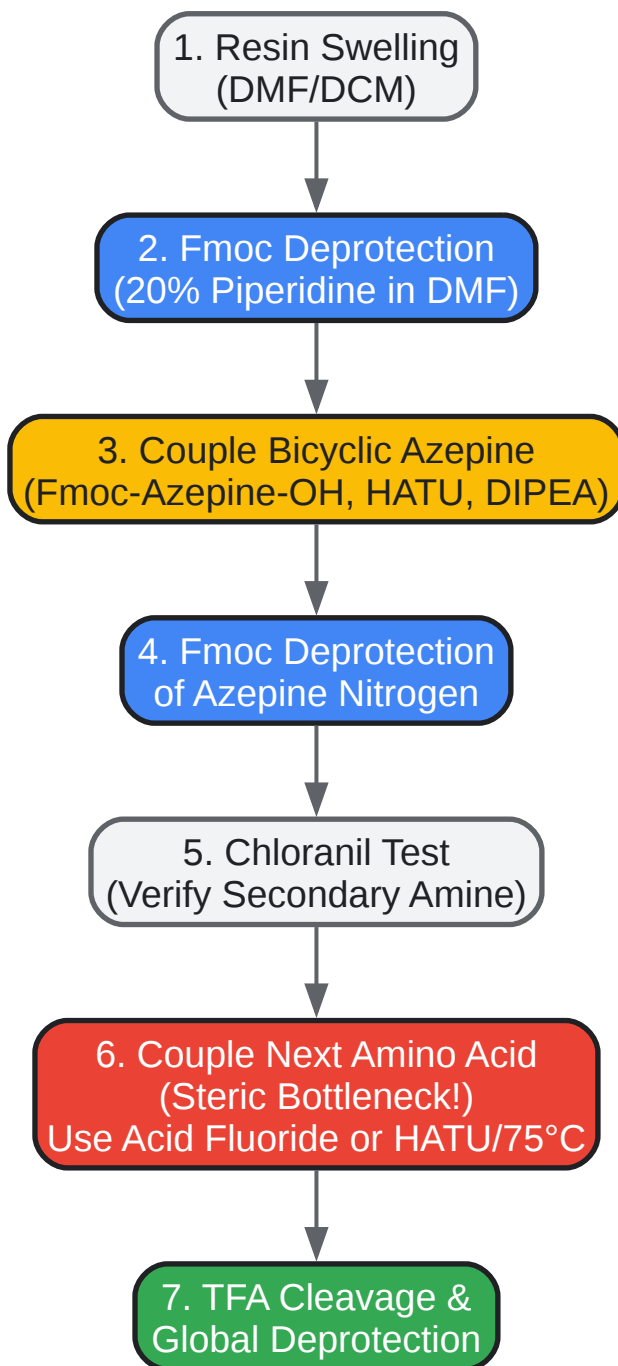 1. Resin Swelling
(DMF/DCM)
2. Fmoc Deprotection
(20% Piperidine in DMF)
3. Couple Bicyclic Azepine
(Fmoc-Azepine-OH, HATU, DIPEA)
4. Fmoc Deprotection
of Azepine Nitrogen
5. Chloranil Test
(Verify Secondary Amine)
6. Couple Next Amino Acid
(Steric Bottleneck!)
Use Acid Fluoride or HATU/75°C
7. TFA Cleavage &
Global Deprotection